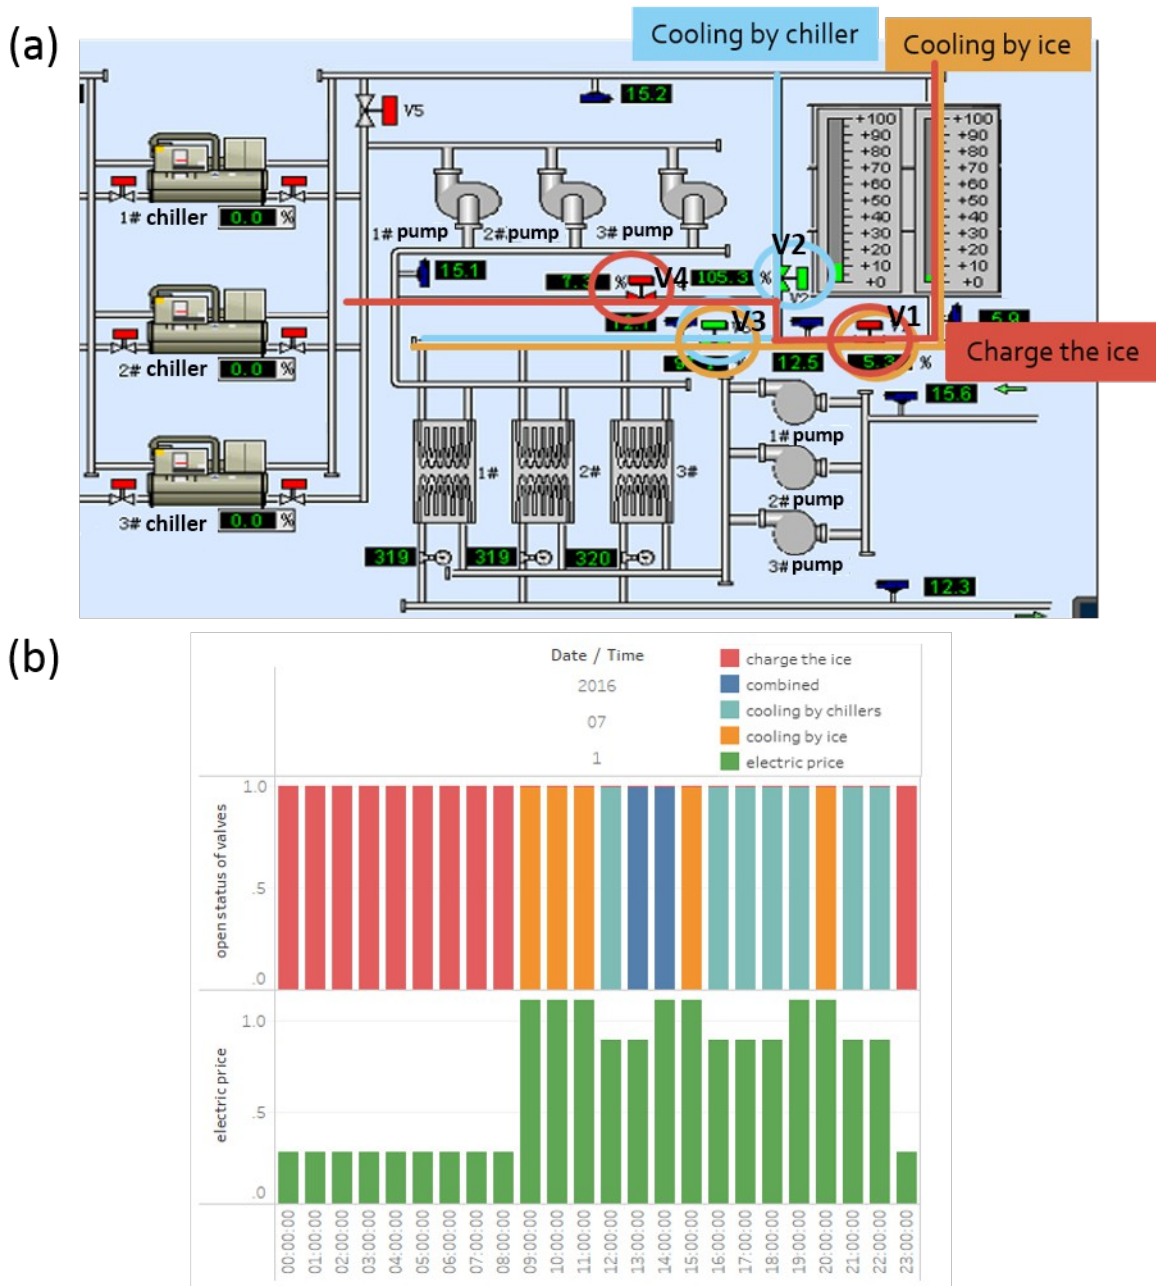 (a)
Cooling by chiller
Cooling by ice
15.2
V5
+100 +100
+90 +90
+80 +80
+70 +70
+60 +60
+50 +50
+40 +40
+30 +30
+20 +20
+10 +10
+0 +0
1# chiller 0.0 %
1# pump 2# pump 3# pump
15.1
V4
105.3 %
V2
V3
V1
5.9
Charge the ice
2# chiller 0.0 %
12.5
5.3 %
15.6
1# pump
1# 2# 3#
2# pump
3# chiller 0.0 %
319 319 320
3# pump
12.3
(b)
Date / Time
2016
07
1
charge the ice
combined
cooling by chillers
cooling by ice
electric price
open status of valves
1.0
.5
.0
electric price
1.0
.5
.0
00:00:00
01:00:00
02:00:00
03:00:00
04:00:00
05:00:00
06:00:00
07:00:00
08:00:00
09:00:00
10:00:00
11:00:00
12:00:00
13:00:00
14:00:00
15:00:00
16:00:00
17:00:00
18:00:00
19:00:00
20:00:00
21:00:00
22:00:00
23:00:00